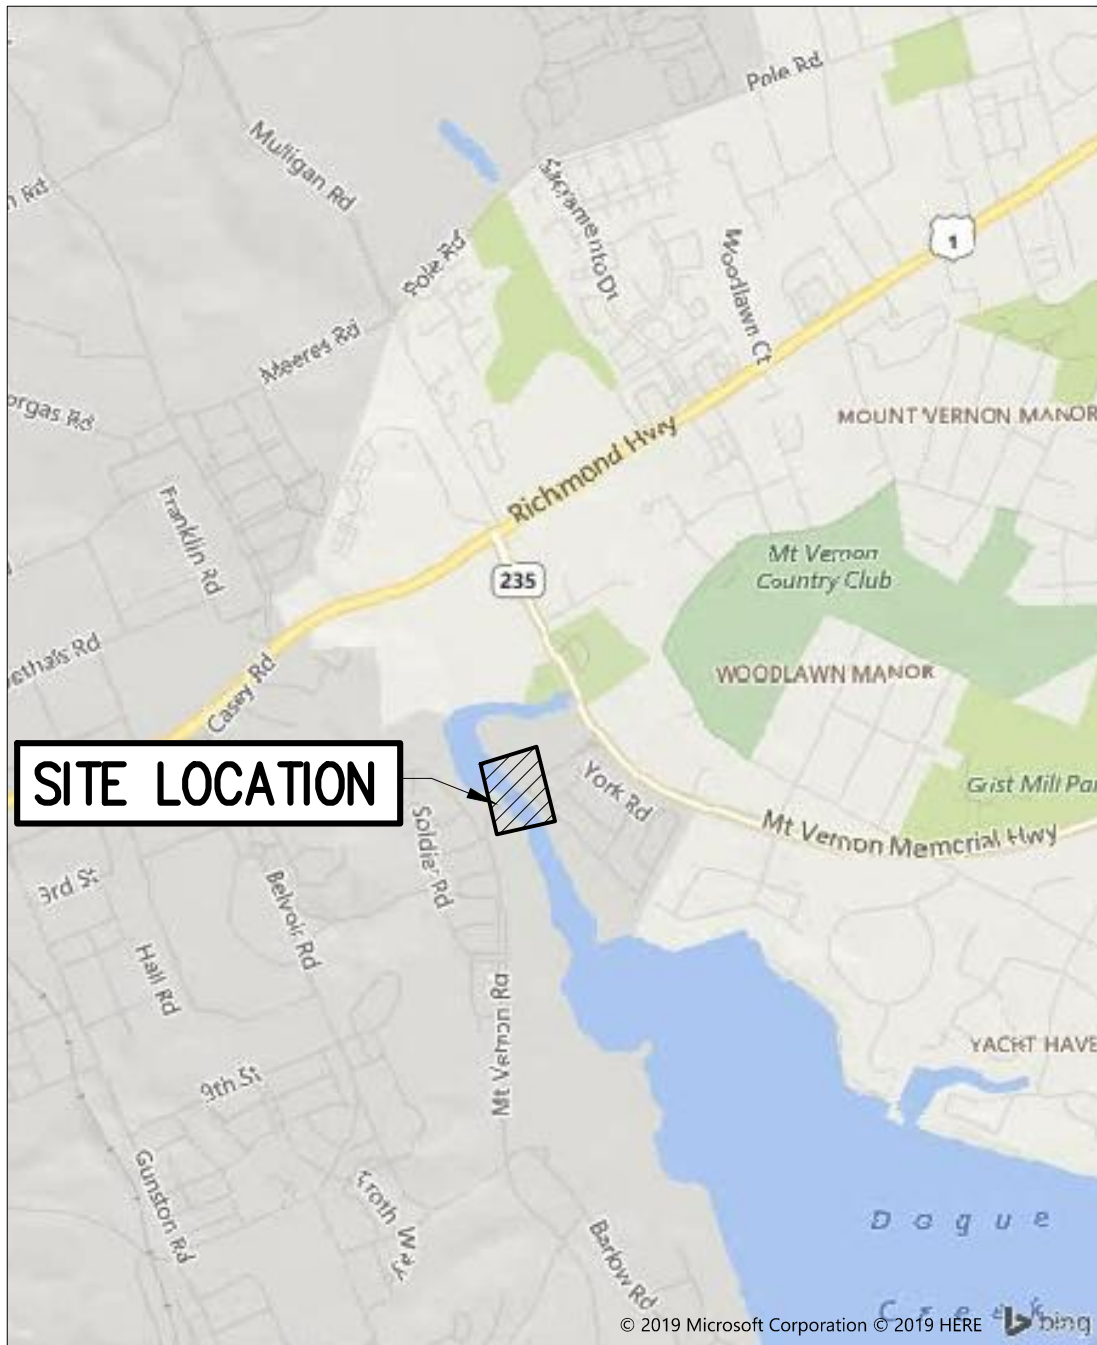 Pole Rd
Mulligan Rd
Sacramento Dr
Rd
Woodlawn Ct
1
Pole Rd
Meeres Rd
orgas Rd
MOUNT VERNON MANOR
Richmond Hwy
Franklin Rd
Mt Vernon
Country Club
235
ethals Rd
Casey Rd
WOODLAWN MANOR
SITE LOCATION
York Rd
Grist Mill Par
Soldier Rd
Mt Vernon Memorial Hwy
3rd St
Belvoir Rd
Hall Rd
Mt Vernon Rd
YACHT HAVE
9th St
Gunston Rd
Barlow Rd
Dogue
Creek
© 2019 Microsoft Corporation © 2019 HERE
bing